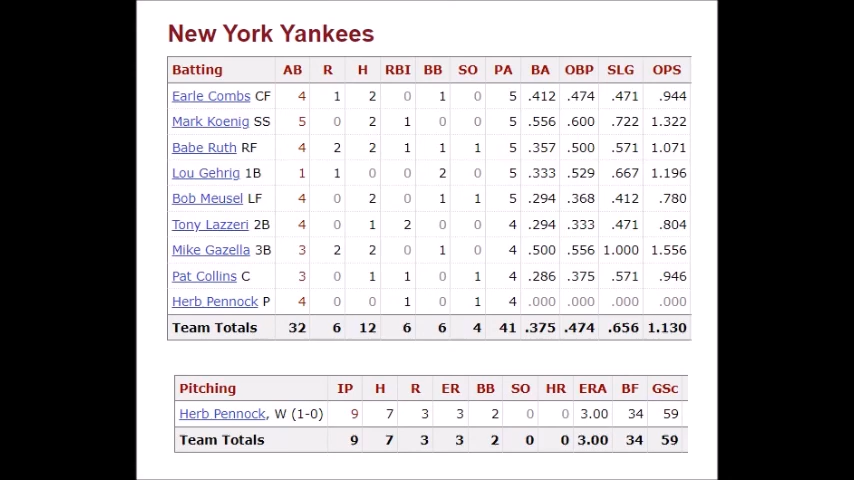 New York Yankees
Batting AB R H RBI BB SO PA BA OBP SLG OPS
Earle Combs CF 4 1 2 0 1 0 5 .412 .474 .471 .944
Mark Koenig SS 5 0 2 1 0 0 5 .556 .600 .722 1.322
Babe Ruth RF 4 2 2 1 1 1 5 .357 .500 .571 1.071
Lou Gehrig 1B 1 1 0 0 2 0 5 .333 .529 .667 1.196
Bob Meusel LF 4 0 2 0 1 1 5 .294 .368 .412 .780
Tony Lazzeri 2B 4 0 1 2 0 0 4 .294 .333 .471 .804
Mike Gazella 3B 3 2 2 0 1 0 4 .500 .556 1.000 1.556
Pat Collins C 3 0 1 1 0 1 4 .286 .375 .571 .946
Herb Pennock P 4 0 0 1 0 1 4 .000 .000 .000 .000
Team Totals 32 6 12 6 6 4 41 .375 .474 .656 1.130
Pitching IP H R ER BB SO HR ERA BF GSc
Herb Pennock, W (1-0) 9 7 3 3 2 0 0 3.00 34 59
Team Totals 9 7 3 3 2 0 0 3.00 34 59